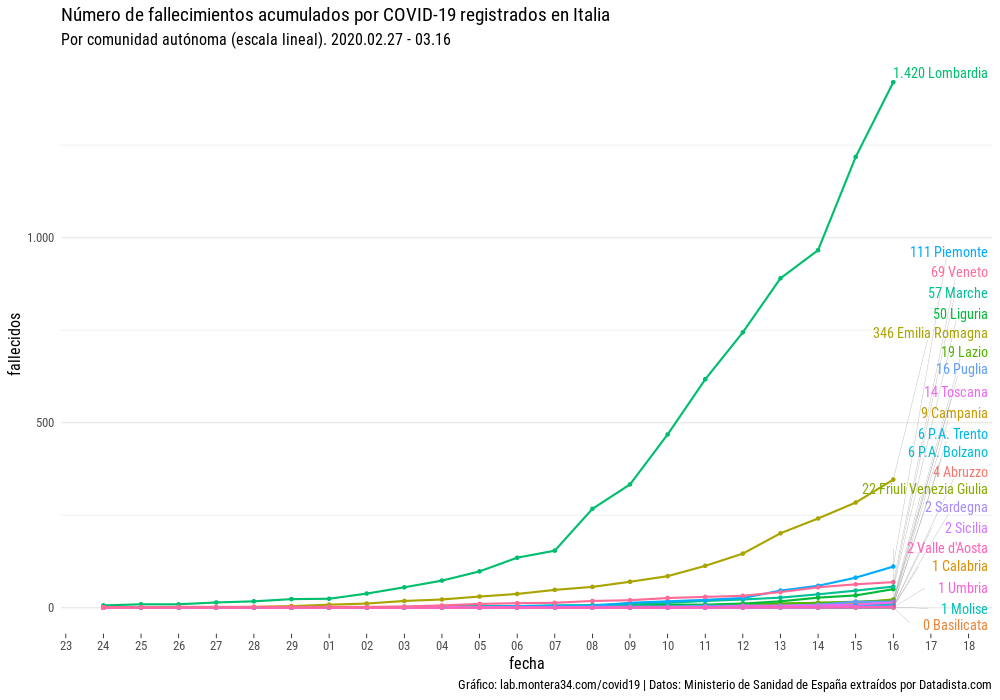 Número de fallecimientos acumulados por COVID-19 registrados en Italia
Por comunidad autónoma (escala lineal). 2020.02.27 - 03.16
1.420 Lombardia
1.000
111 Piemonte
69 Veneto
57 Marche
50 Liguria
346 Emilia Romagna
19 Lazio
16 Puglia
14 Toscana
9 Campania
500
6 P.A. Trento
6 P.A. Bolzano
4 Abruzzo
22 Friuli Venezia Giulia
2 Sardegna
2 Sicilia
2 Valle d'Aosta
1 Calabria
1 Umbria
0
1 Molise
0 Basilicata
fallecidos
23 24 25 26 27 28 29 01 02 03 04 05 06 07 08 09 10 11 12 13 14 15 16 17 18
fecha
Gráfico: lab.montera34.com/covid19 | Datos: Ministerio de Sanidad de España extraídos por Datadista.com